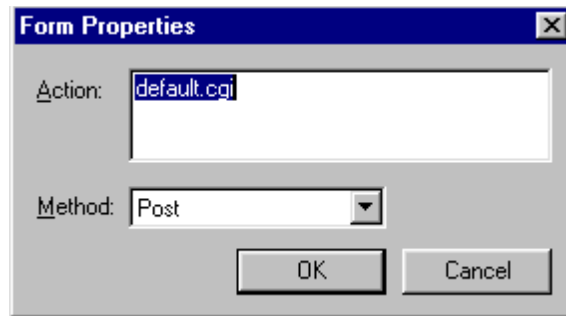 Form Properties
Action: default.cgi
Method: Post
OK Cancel